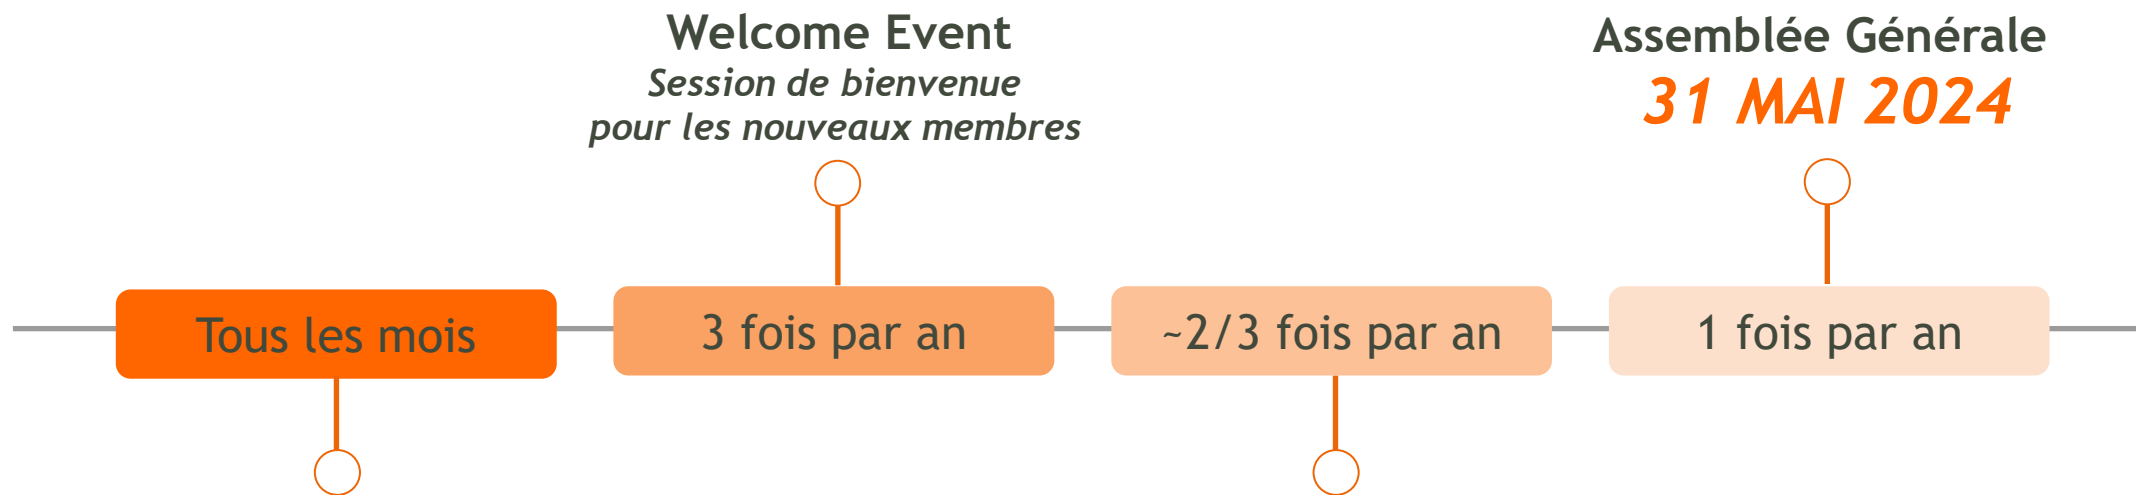 Welcome Event
Session de bienvenue
pour les nouveaux membres
Assemblée Générale
31 MAI 2024
Tous les mois
3 fois par an
~2/3 fois par an
1 fois par an